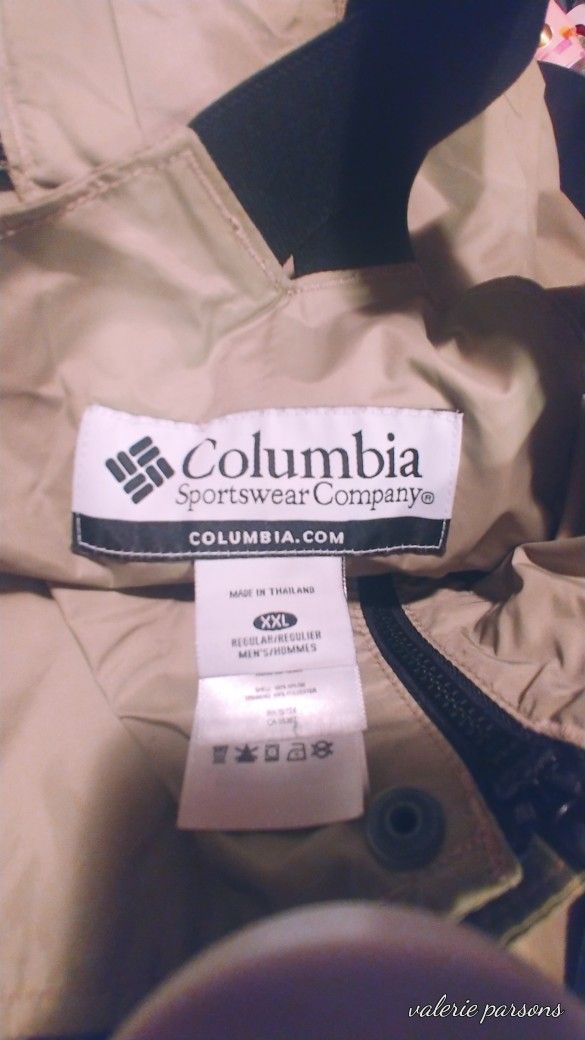 Columbia
Sportswear Company®
COLUMBIA.COM
MADE IN THAILAND
XXL
REGULAR/REGULIER
MEN'S/HOMMES
valerie parsons